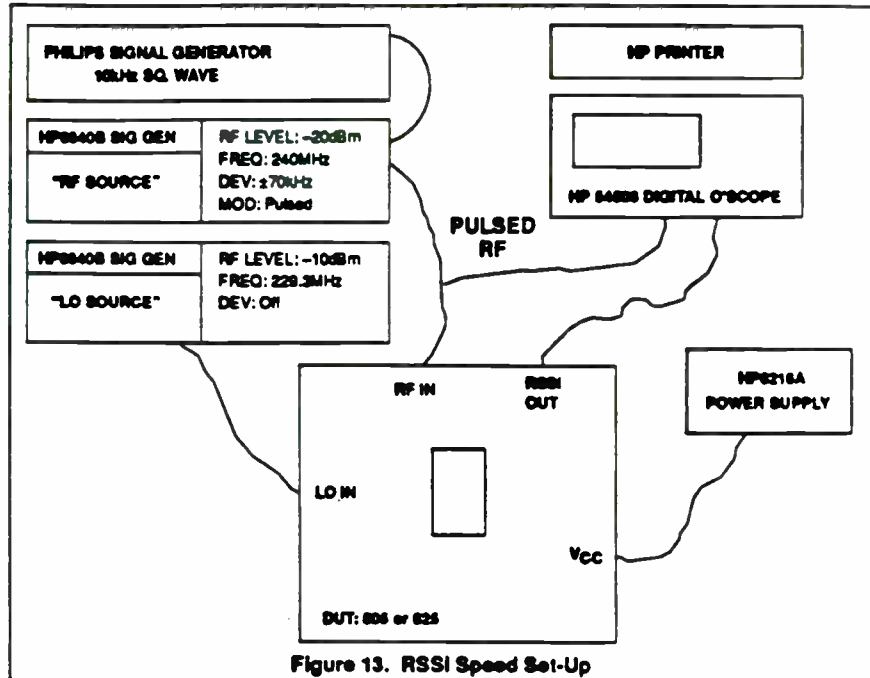 PHILIPS SIGNAL GENERATOR
10kHz SQ. WAVE
HP PRINTER
HP8640B SIG GEN
"RF SOURCE"
RF LEVEL: –20dBm
FREQ: 240MHz
DEV: ±70kHz
MOD: Pulsed
HP DIGITAL O'SCOPE
PULSED
RF
HP8640B SIG GEN
"LO SOURCE"
RF LEVEL: –10dBm
FREQ: 229.3MHz
DEV: Off
RF IN
RSSI
OUT
HP6216A
POWER SUPPLY
LO IN
VCC
DUT: 605 or 625
Figure 13. RSSI Speed Set-Up